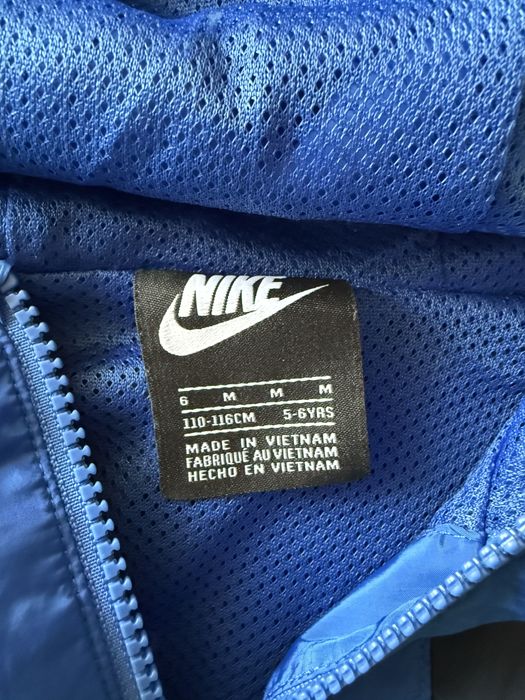 NIKE
6 M M M
110-116CM 5-6YRS
MADE IN VIETNAM
FABRIQUÉ AU VIETNAM
HECHO EN VIETNAM